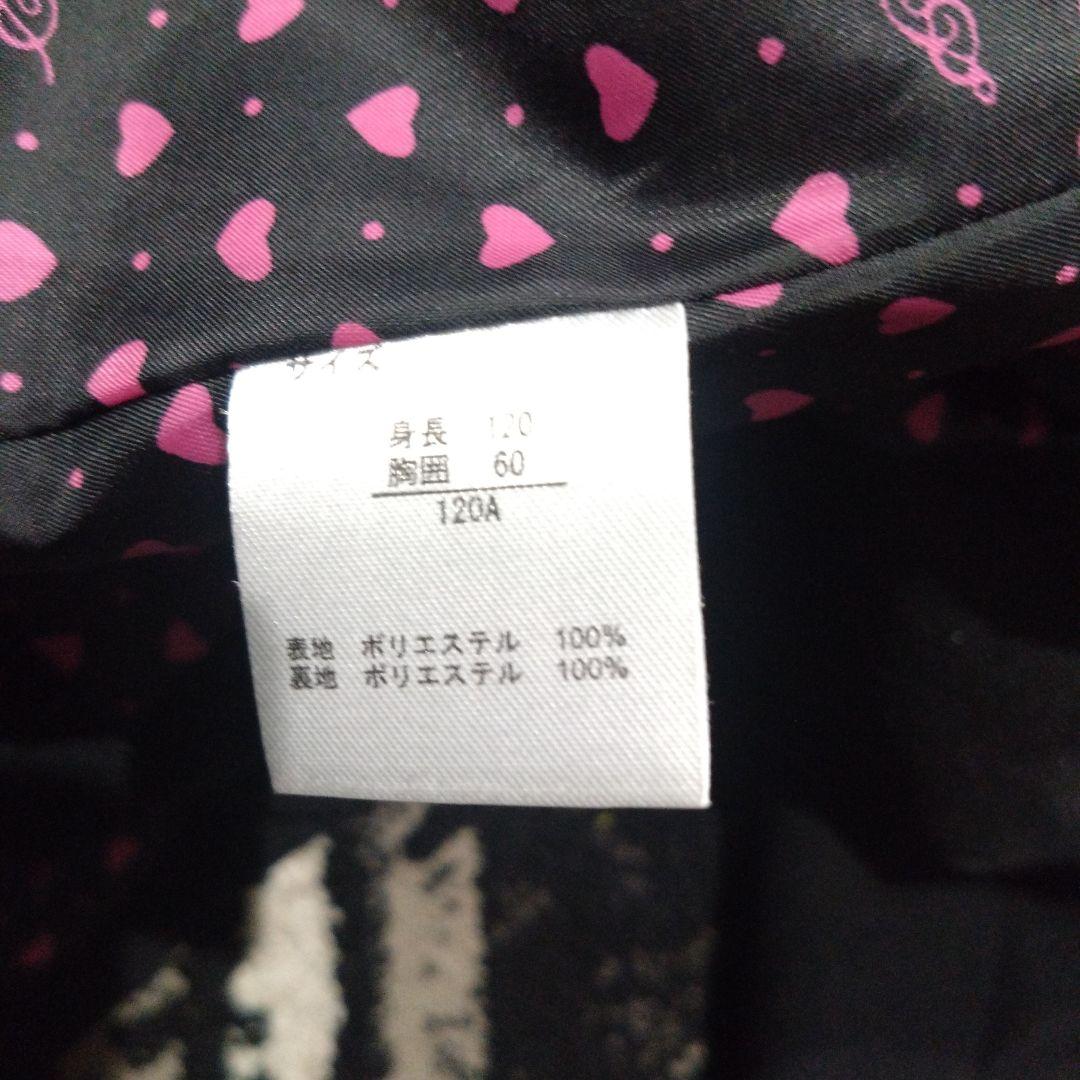 サイズ
身長 120
胸囲 60
120A
表地 ポリエステル 100%
裏地 ポリエステル 100%